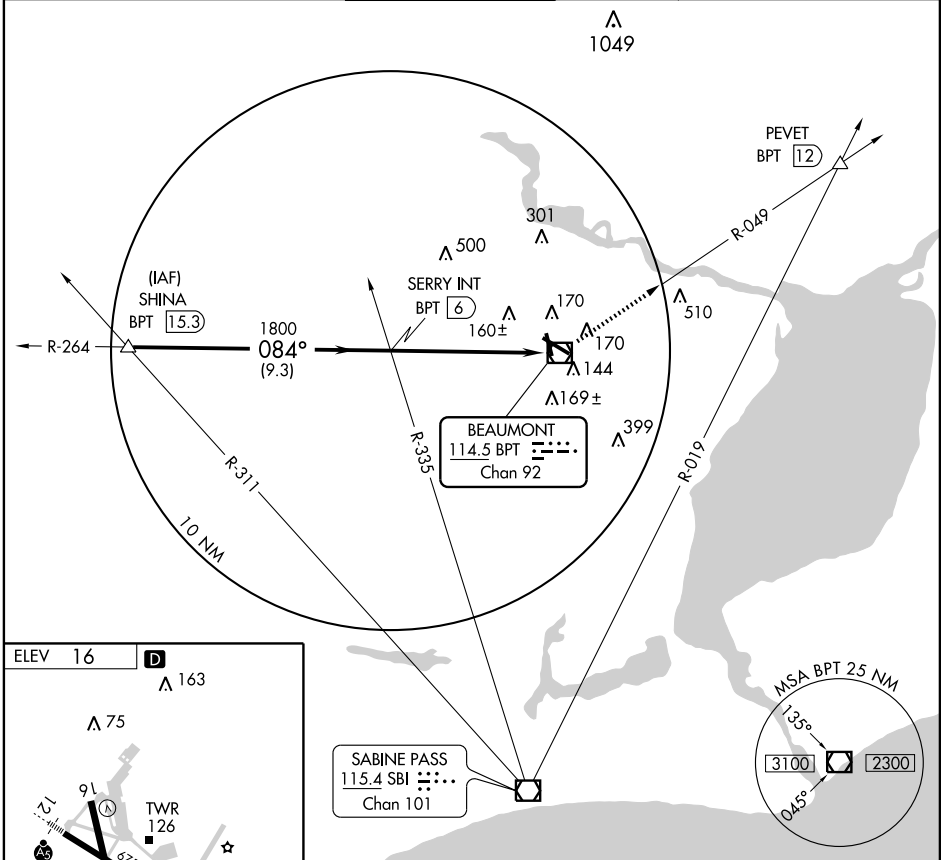 1049
PEVET
BPT 12
R-049
301
500
(IAF)
SHINA
BPT 15.3
SERRY INT
BPT 6
170
510
160±
170
R-264
1800
084°
(9.3)
144
169±
BEAUMONT
114.5 BPT
Chan 92
399
R-311
R-335
R-019
10 NM
ELEV 16
D
163
75
MSA BPT 25 NM
135°
3100
2300
045°
SABINE PASS
115.4 SBI
Chan 101
16
12
TWR
126
A5